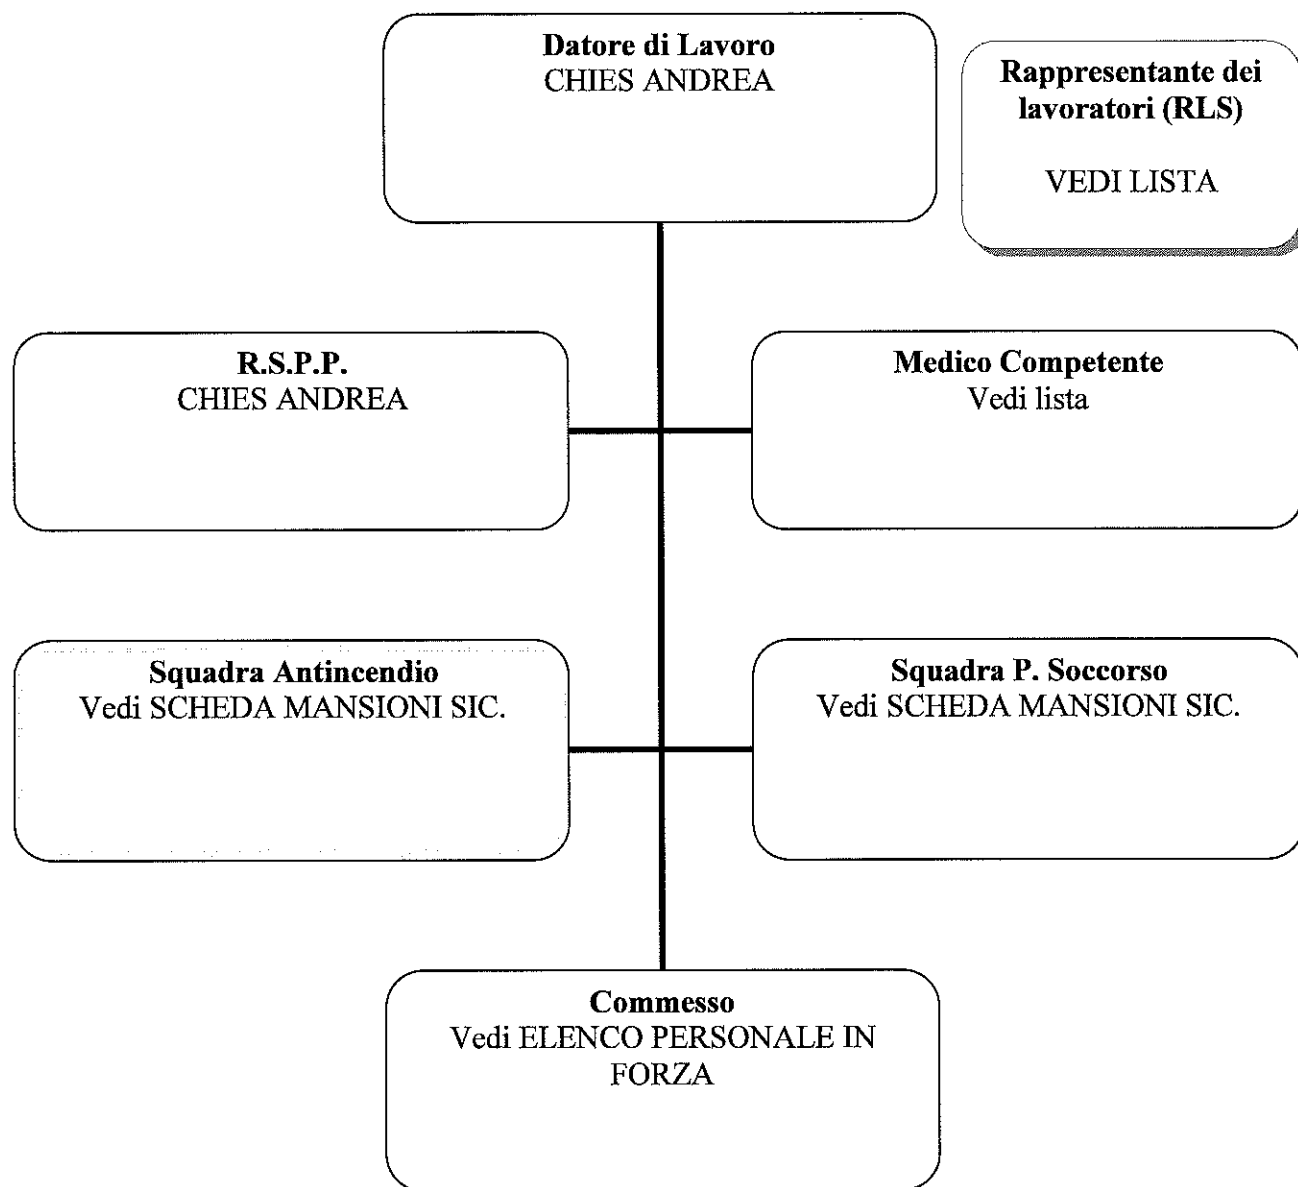 Datore di Lavoro
CHIES ANDREA
Rappresentante dei
lavoratori (RLS)
VEDI LISTA
R.S.P.P.
CHIES ANDREA
Medico Competente
Vedi lista
Squadra Antincendio
Vedi SCHEDA MANSIONI SIC.
Squadra P. Soccorso
Vedi SCHEDA MANSIONI SIC.
Commesso
Vedi ELENCO PERSONALE IN
FORZA